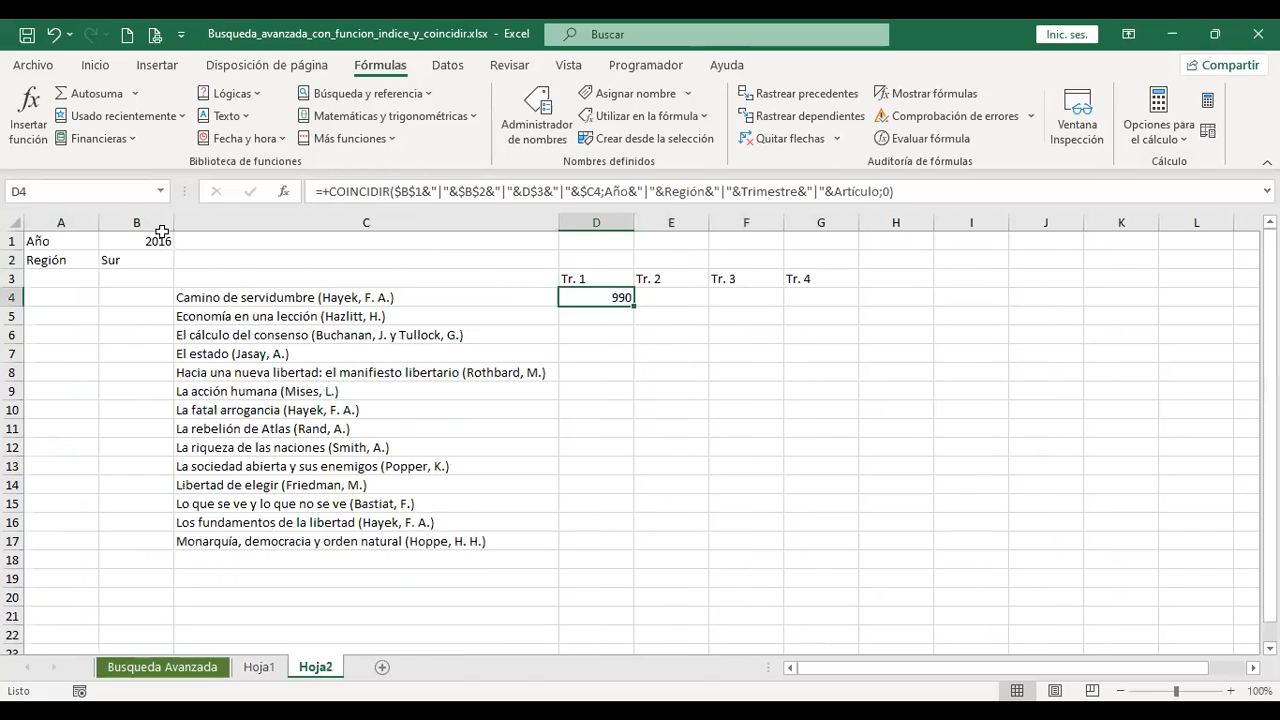 Busqueda_avanzada_con_funcion_indice_y_coincidir.xlsx - Excel
Buscar
Inic. ses.
Archivo Inicio Insertar Disposición de página Fórmulas Datos Revisar Vista Programador Ayuda Compartir
Insertar función
Autosuma
Usado recientemente
Financieras
Lógicas
Texto
Fecha y hora
Búsqueda y referencia
Matemáticas y trigonométricas
Más funciones
Biblioteca de funciones
Administrador de nombres
Asignar nombre
Utilizar en la fórmula
Crear desde la selección
Nombres definidos
Rastrear precedentes
Rastrear dependientes
Quitar flechas
Mostrar fórmulas
Comprobación de errores
Evaluar fórmula
Auditoría de fórmulas
Ventana Inspección
Opciones para el cálculo
Cálculo
D4 fx =+COINCIDIR($B$1&"|"&$B$2&"|"&D$3&"|"&$C4;Año&"|"&Región&"|"&Trimestre&"|"&Artículo;0)
A B C D E F G H I J K L
1 Año 2016
2 Región Sur
3 Tr. 1 Tr. 2 Tr. 3 Tr. 4
4 Camino de servidumbre (Hayek, F. A.) 990
5 Economía en una lección (Hazlitt, H.)
6 El cálculo del consenso (Buchanan, J. y Tullock, G.)
7 El estado (Jasay, A.)
8 Hacia una nueva libertad: el manifiesto libertario (Rothbard, M.)
9 La acción humana (Mises, L.)
10 La fatal arrogancia (Hayek, F. A.)
11 La rebelión de Atlas (Rand, A.)
12 La riqueza de las naciones (Smith, A.)
13 La sociedad abierta y sus enemigos (Popper, K.)
14 Libertad de elegir (Friedman, M.)
15 Lo que se ve y lo que no se ve (Bastiat, F.)
16 Los fundamentos de la libertad (Hayek, F. A.)
17 Monarquía, democracia y orden natural (Hoppe, H. H.)
18
19
20
21
22
23
Busqueda Avanzada Hoja1 Hoja2
Listo 100%